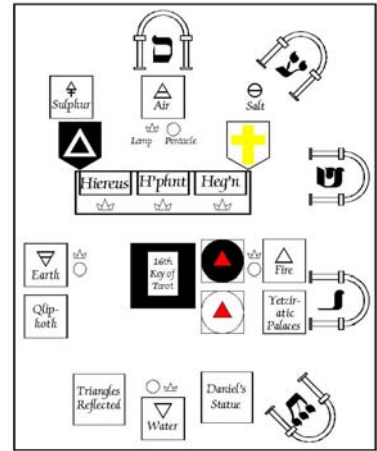 Sulphur
Air
Salt
Lamp Pentacle
Hiereus H'phnt Heg'n
Earth
16th
Key of
Tarot
Fire
Qlip-
hoth
Yetzir-
atic
Palaces
Triangles
Reflected
Water
Daniel's
Statue